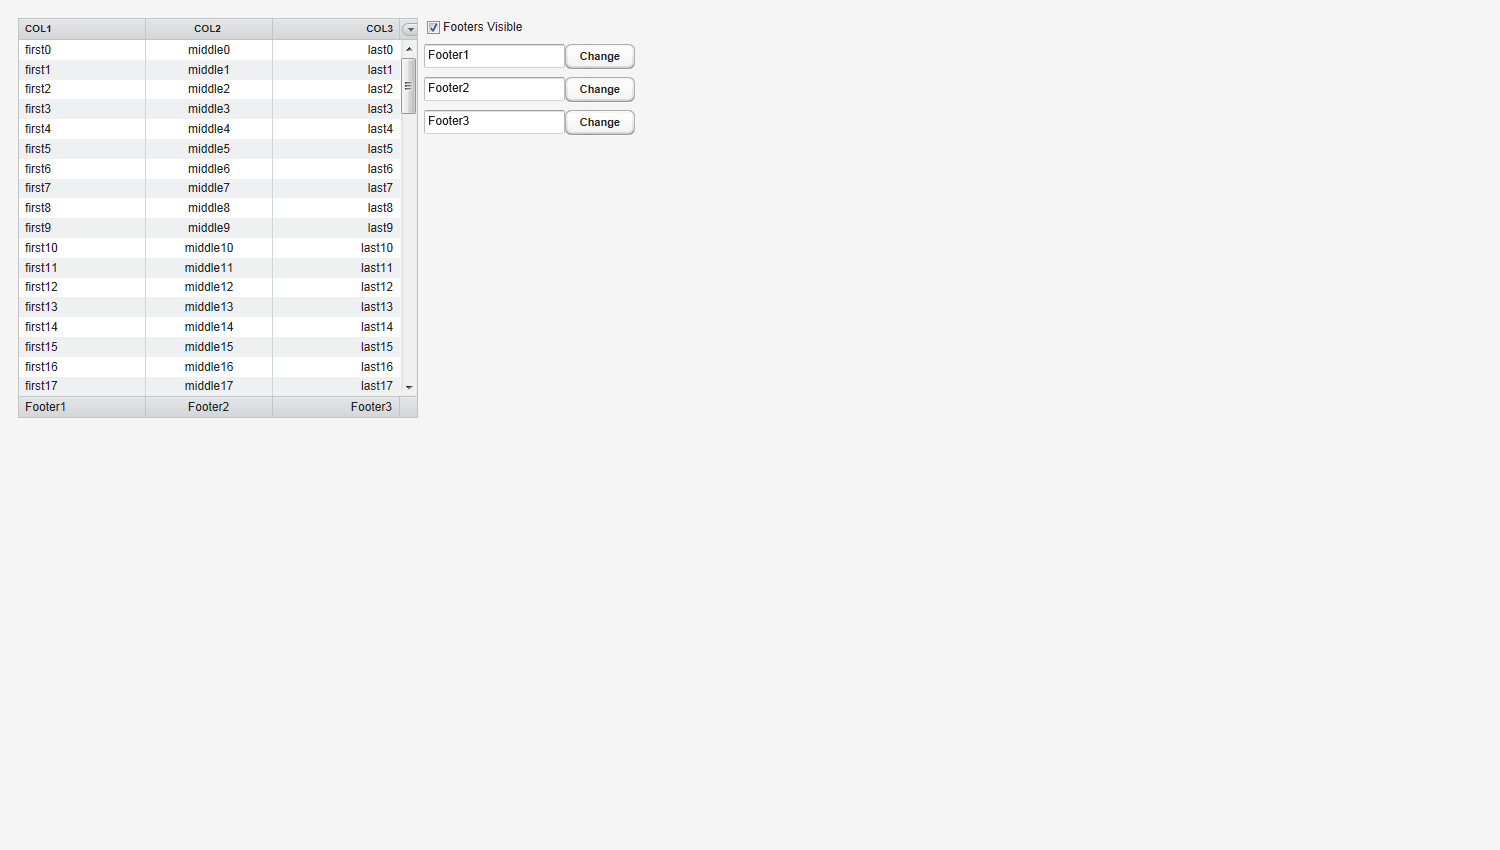 COL1 COL2 COL3
first0 middle0 last0
first1 middle1 last1
first2 middle2 last2
first3 middle3 last3
first4 middle4 last4
first5 middle5 last5
first6 middle6 last6
first7 middle7 last7
first8 middle8 last8
first9 middle9 last9
first10 middle10 last10
first11 middle11 last11
first12 middle12 last12
first13 middle13 last13
first14 middle14 last14
first15 middle15 last15
first16 middle16 last16
first17 middle17 last17
Footer1 Footer2 Footer3
Footers Visible
Footer1 Change
Footer2 Change
Footer3 Change